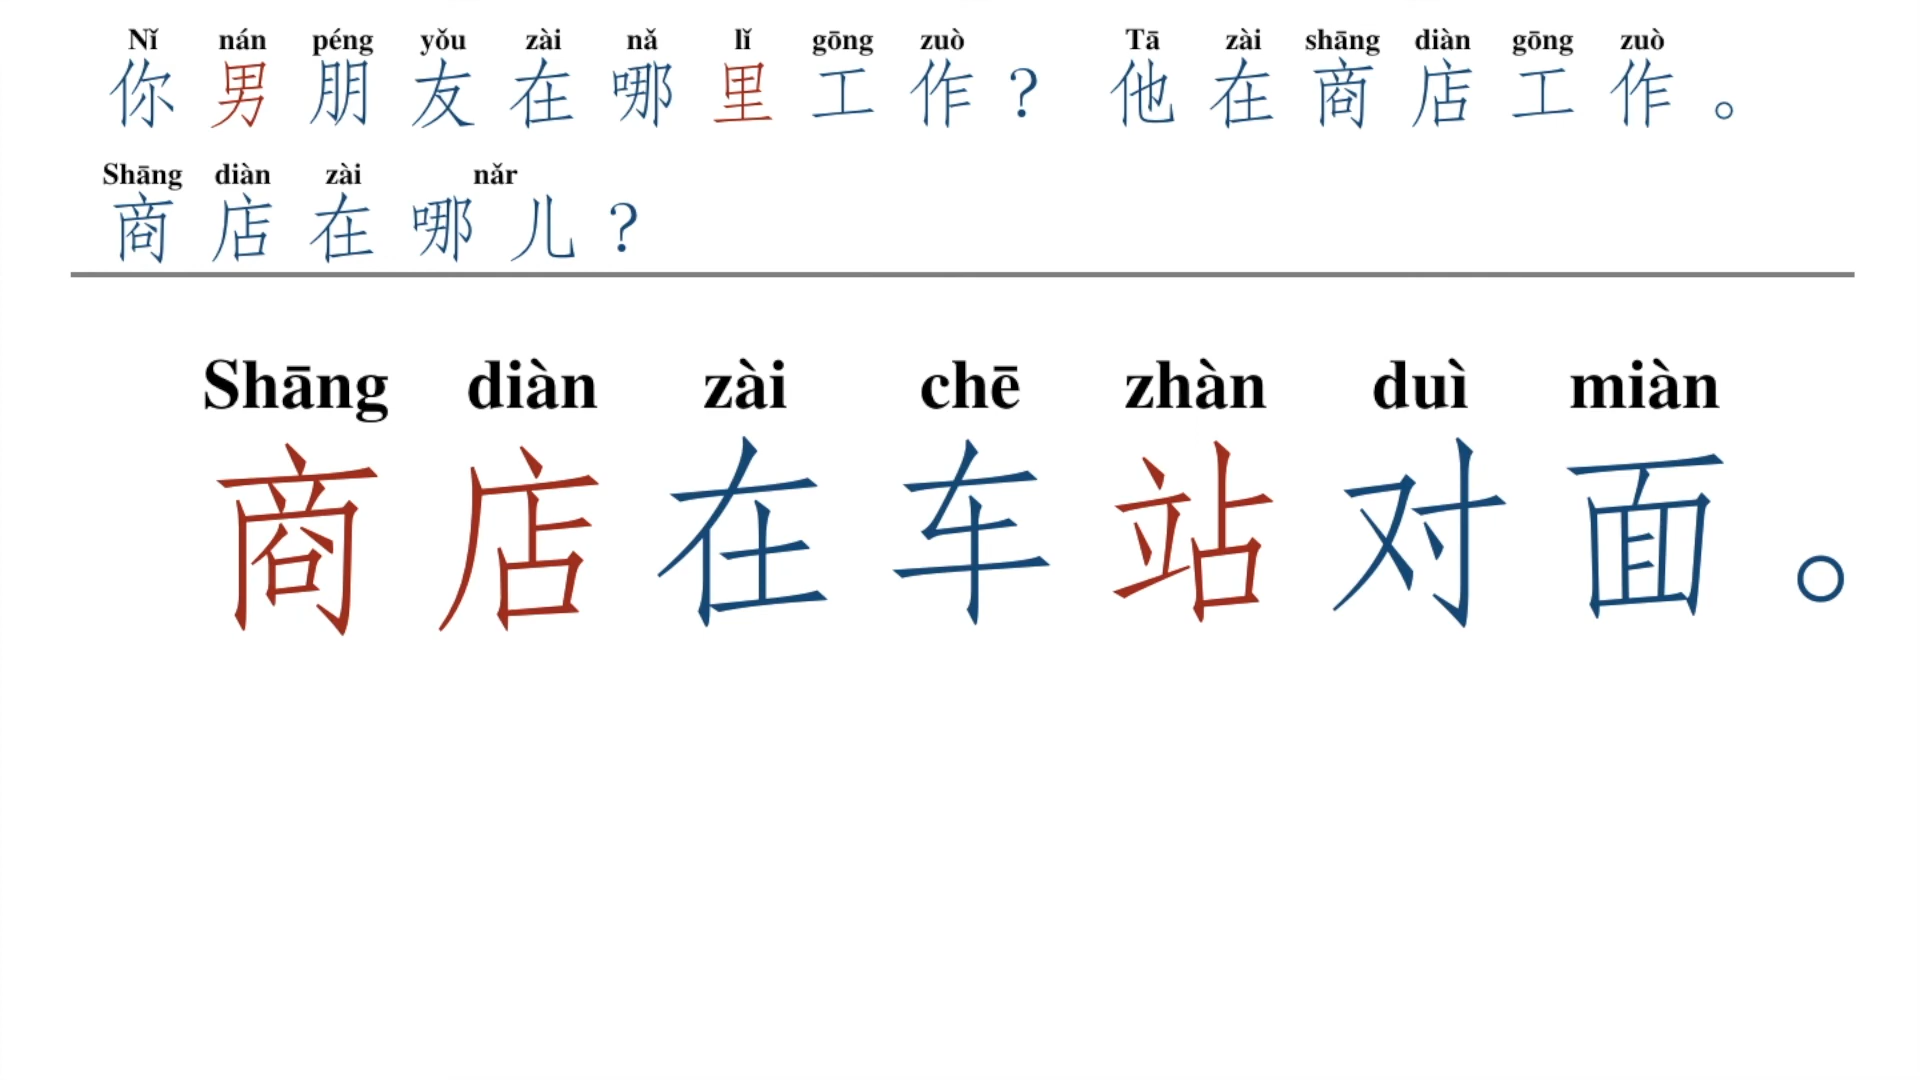 Nǐ nán péng yǒu zài nǎ lǐ gōng zuò Tā zài shāng diàn gōng zuò
你男朋友在哪里工作？他在商店工作。
Shāng diàn zài nǎr
商店在哪儿？
Shāng diàn zài chē zhàn duì miàn
商店在车站对面。